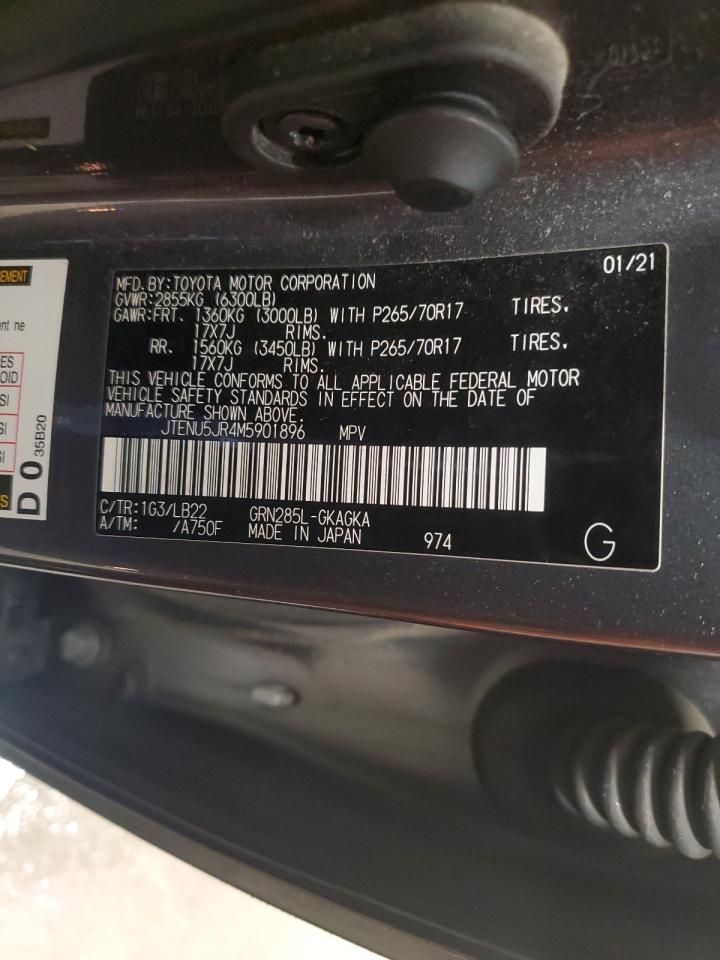 MFD.BY:TOYOTA MOTOR CORPORATION 01/21
GVWR:2855KG (6300LB)
GAWR:FRT. 1360KG (3000LB) WITH P265/70R17 TIRES.
17X7J RIMS.
RR. 1560KG (3450LB) WITH P265/70R17 TIRES.
17X7J RIMS.
THIS VEHICLE CONFORMS TO ALL APPLICABLE FEDERAL MOTOR
VEHICLE SAFETY STANDARDS IN EFFECT ON THE DATE OF
MANUFACTURE SHOWN ABOVE.
JTENU5JR4M5901896 MPV
C/TR:1G3/LB22 GRN285L-GKAGKA
A/TM: /A750F MADE IN JAPAN 974 G
D0 35B20